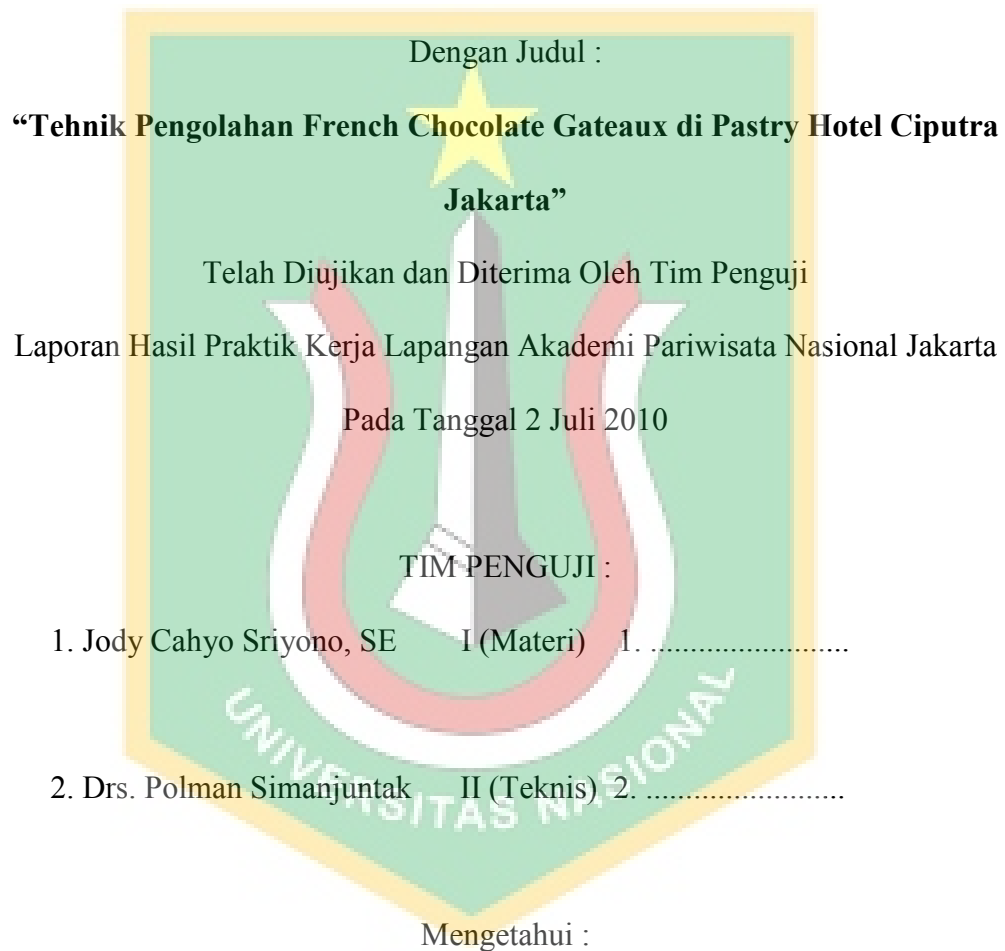 Dengan Judul :
“Tehnik Pengolahan French Chocolate Gateaux di Pastry Hotel Ciputra
Jakarta”
Telah Diujikan dan Diterima Oleh Tim Penguji
Laporan Hasil Praktik Kerja Lapangan Akademi Pariwisata Nasional Jakarta
Pada Tanggal 2 Juli 2010
TIM PENGUJI :
1. Jody Cahyo Sriyono, SE I (Materi) 1. .........................
2. Drs. Polman Simanjuntak II (Teknis) 2. .........................
UNIVERSITAS NASIONAL
Mengetahui :